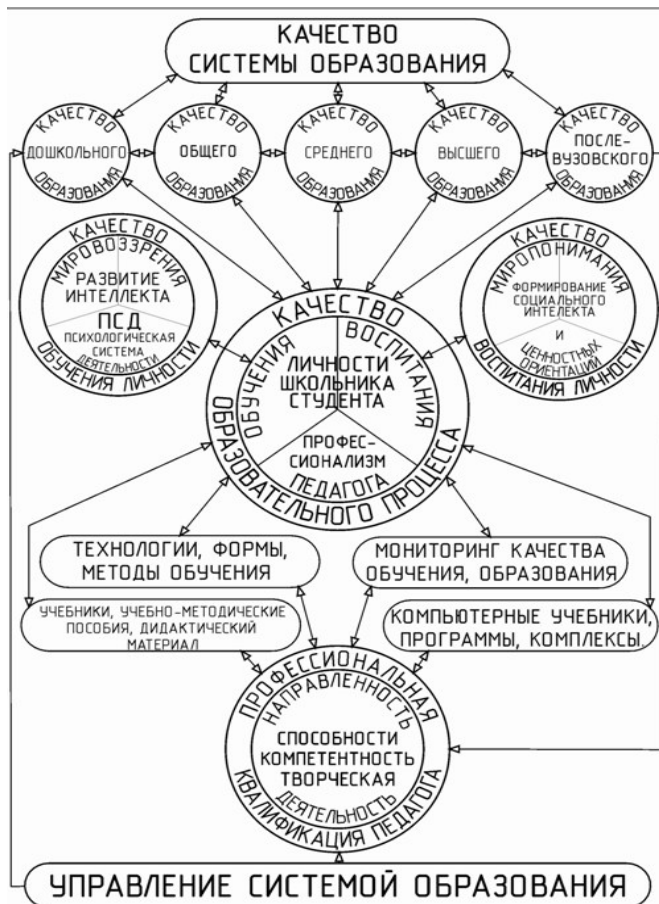 КАЧЕСТВО
СИСТЕМЫ ОБРАЗОВАНИЯ
КАЧЕСТВО
ДОШКОЛЬНОГО
ОБРАЗОВАНИЯ
КАЧЕСТВО
ОБЩЕГО
ОБРАЗОВАНИЯ
КАЧЕСТВО
СРЕДНЕГО
ОБРАЗОВАНИЯ
КАЧЕСТВО
ВЫСШЕГО
ОБРАЗОВАНИЯ
КАЧЕСТВО
ПОСЛЕ-
ВУЗОВСКОГО
ОБРАЗОВАНИЯ
КАЧЕСТВО
МИРОВОЗЗРЕНИЯ
РАЗВИТИЕ
ИНТЕЛЛЕКТА
ПСД
ПСИХОЛОГИЧЕСКАЯ
СИСТЕМА
ДЕЯТЕЛЬНОСТИ
ОБУЧЕНИЯ ЛИЧНОСТИ
КАЧЕСТВО
МИРОПОНИМАНИЯ
ФОРМИРОВАНИЕ
СОЦИАЛЬНОГО
ИНТЕЛЕКТА
И
ЦЕННОСТНЫХ
ОРИЕНТАЦИЙ
ВОСПИТАНИЯ ЛИЧНОСТИ
КАЧЕСТВО
ОБУЧЕНИЯ
ВОСПИТАНИЯ
ЛИЧНОСТИ
ШКОЛЬНИКА
СТУДЕНТА
ПРОФЕС-
СИОНАЛИЗМ
ПЕДАГОГА
ОБРАЗОВАТЕЛЬНОГО ПРОЦЕССА
ТЕХНОЛОГИИ, ФОРМЫ,
МЕТОДЫ ОБУЧЕНИЯ
МОНИТОРИНГ КАЧЕСТВА
ОБУЧЕНИЯ, ОБРАЗОВАНИЯ
УЧЕБНИКИ, УЧЕБНО-МЕТОДИЧЕСКИЕ
ПОСОБИЯ, ДИДАКТИЧЕСКИЙ
МАТЕРИАЛ
КОМПЬЮТЕРНЫЕ УЧЕБНИКИ,
ПРОГРАММЫ, КОМПЛЕКСЫ.
ПРОФЕССИОНАЛЬНАЯ
НАПРАВЛЕННОСТЬ
СПОСОБНОСТИ
КОМПЕТЕНТНОСТЬ
ТВОРЧЕСКАЯ
ДЕЯТЕЛЬНОСТЬ
КВАЛИФИКАЦИЯ ПЕДАГОГА
УПРАВЛЕНИЕ СИСТЕМОЙ ОБРАЗОВАНИЯ